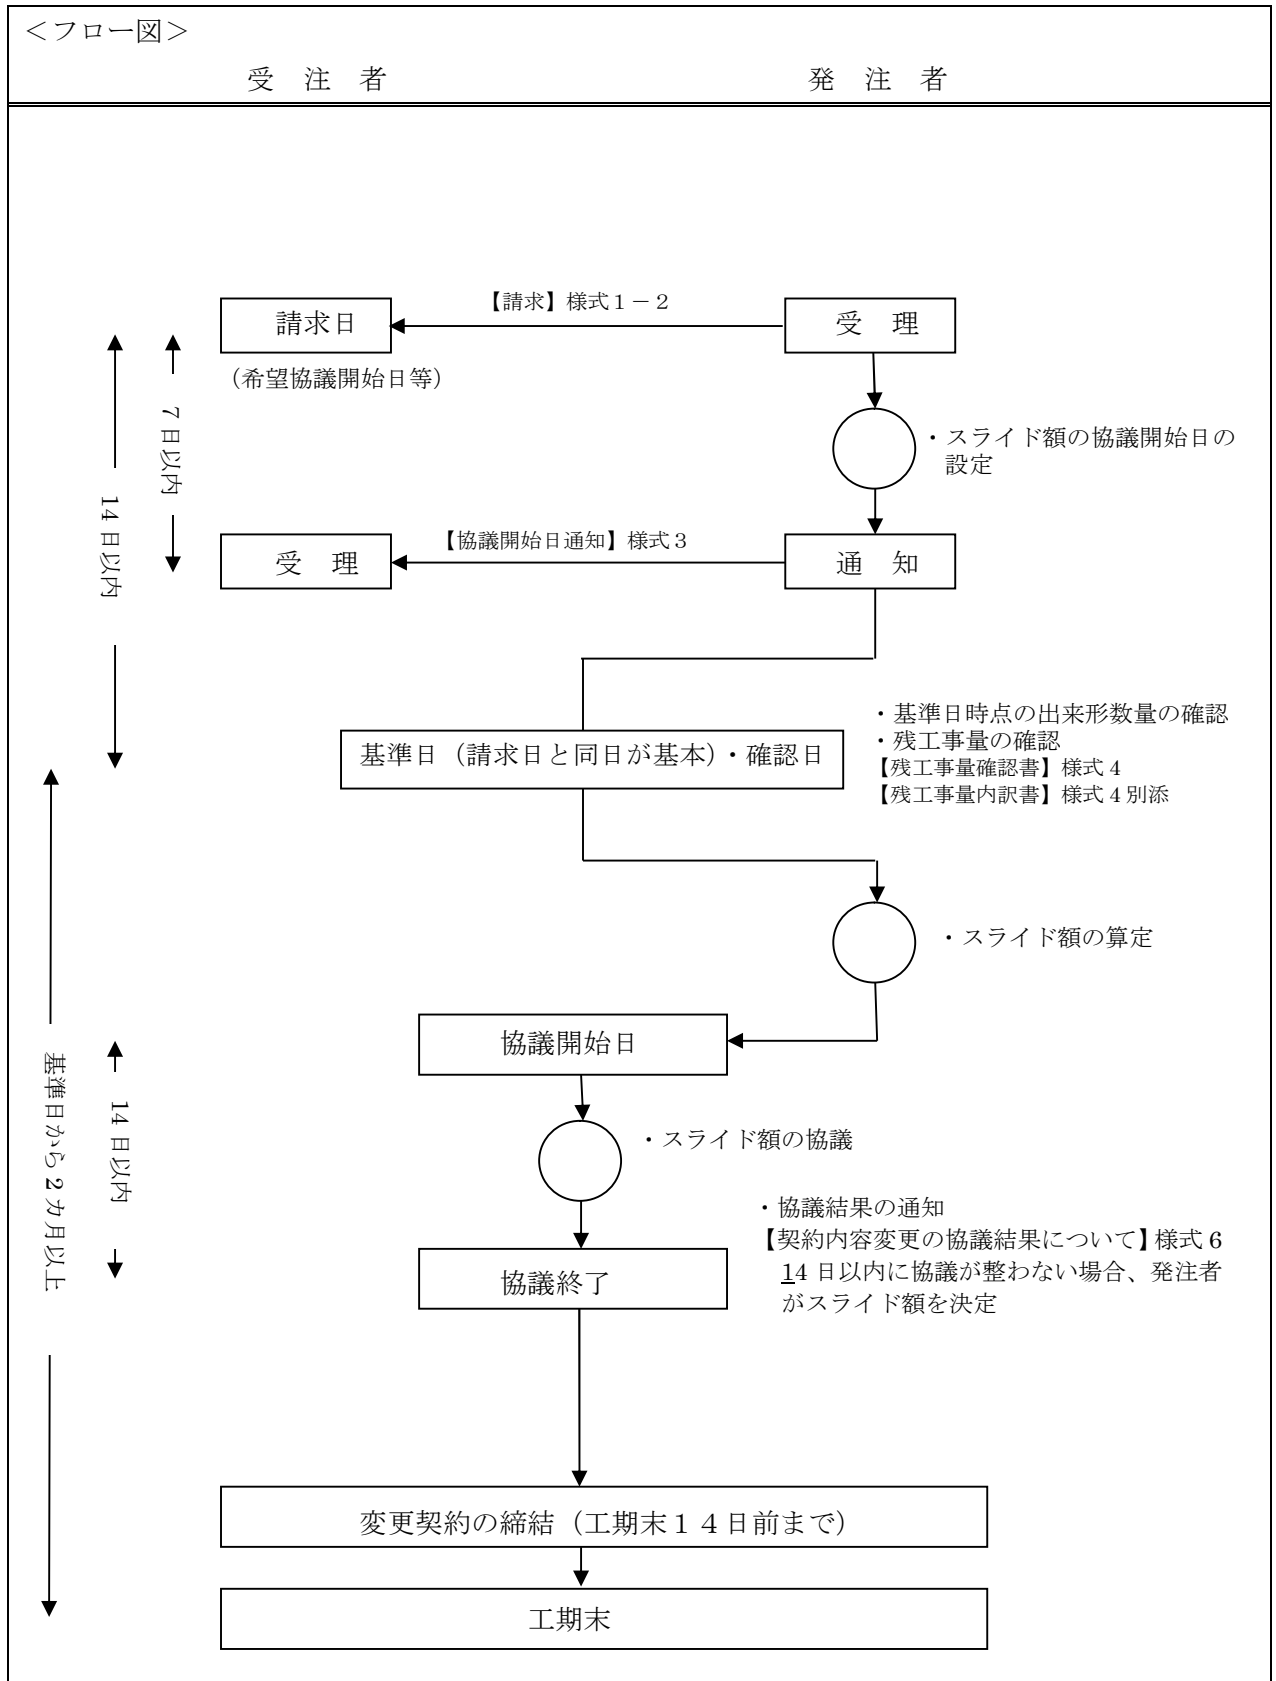 ＜フロー図＞
受　注　者　　発　注　者
【請求】様式１－２
請求日
受　理
（希望協議開始日等）
７日以内
14日以内
・スライド額の協議開始日の
設定
【協議開始日通知】様式３
受　理
通　知
・基準日時点の出来形数量の確認
・残工事量の確認
【残工事量確認書】様式４
【残工事量内訳書】様式４別添
基準日（請求日と同日が基本）・確認日
・スライド額の算定
協議開始日
基準日から２カ月以上
14日以内
・スライド額の協議
・協議結果の通知
【契約内容変更の協議結果について】様式6
14日以内に協議が整わない場合、発注者
がスライド額を決定
協議終了
変更契約の締結（工期末１４日前まで）
工期末